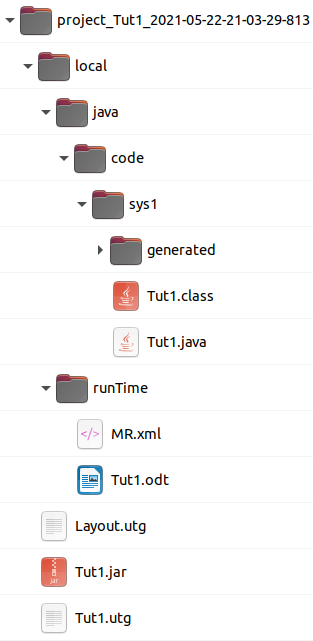 project_Tut1_2021-05-22-21-03-29-813
local
java
code
sys1
generated
Tut1.class
Tut1.java
runTime
</> MR.xml
Tut1.odt
Layout.utg
jar Tut1.jar
Tut1.utg